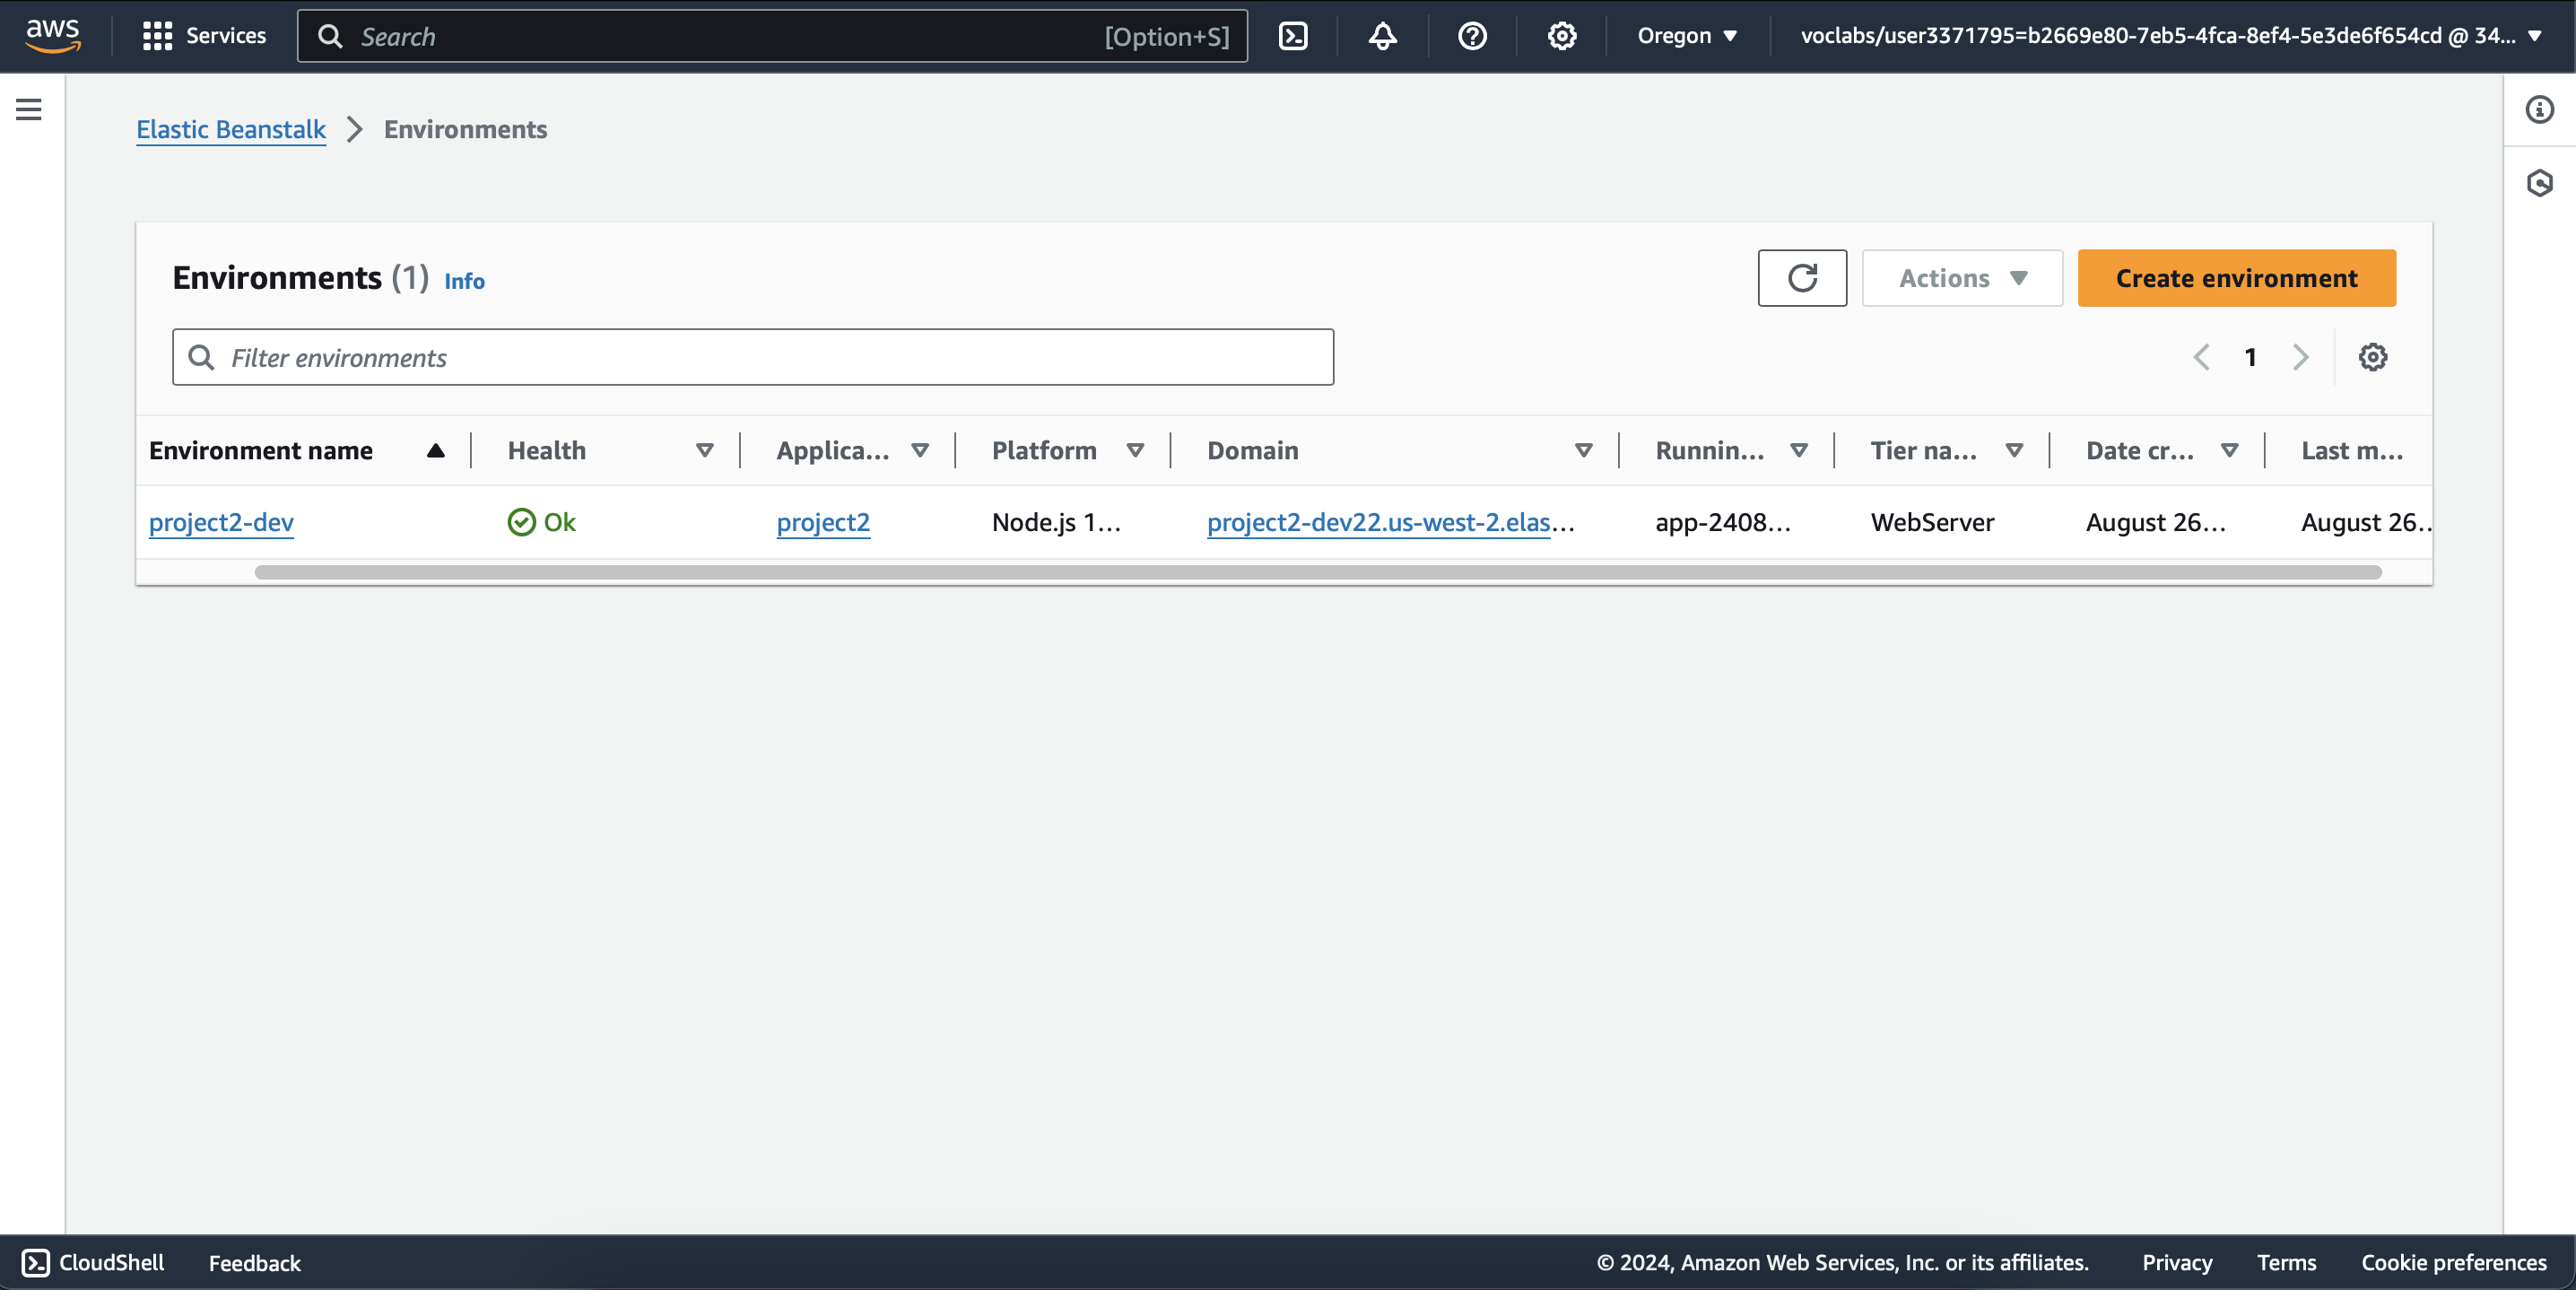 aws Services Search [Option+S] Oregon voclabs/user3371795=b2669e80-7eb5-4fca-8ef4-5e3de6f654cd @ 34...
Elastic Beanstalk Environments
Environments (1) Info Actions Create environment
Filter environments 1
Environment name Health Applica... Platform Domain Runnin... Tier na... Date cr... Last m...
project2-dev Ok project2 Node.js 1... project2-dev22.us-west-2.elas... app-2408... WebServer August 26... August 26..
CloudShell Feedback © 2024, Amazon Web Services, Inc. or its affiliates. Privacy Terms Cookie preferences